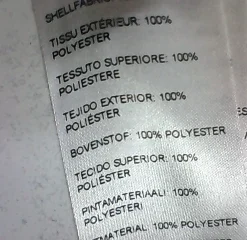 SHELLFABRIC
TISSU EXTÉRIEUR: 100%
POLYESTER
TESSUTO SUPERIORE: 100%
POLIESTERE
TEJIDO EXTERIOR: 100%
POLIÉSTER
BOVENSTOF: 100% POLYESTER
TECIDO SUPERIOR: 100%
POLIÉSTER
PINTAMATERIAALI: 100%
POLYESTERI
MATERIAL: 100% POLYESTER